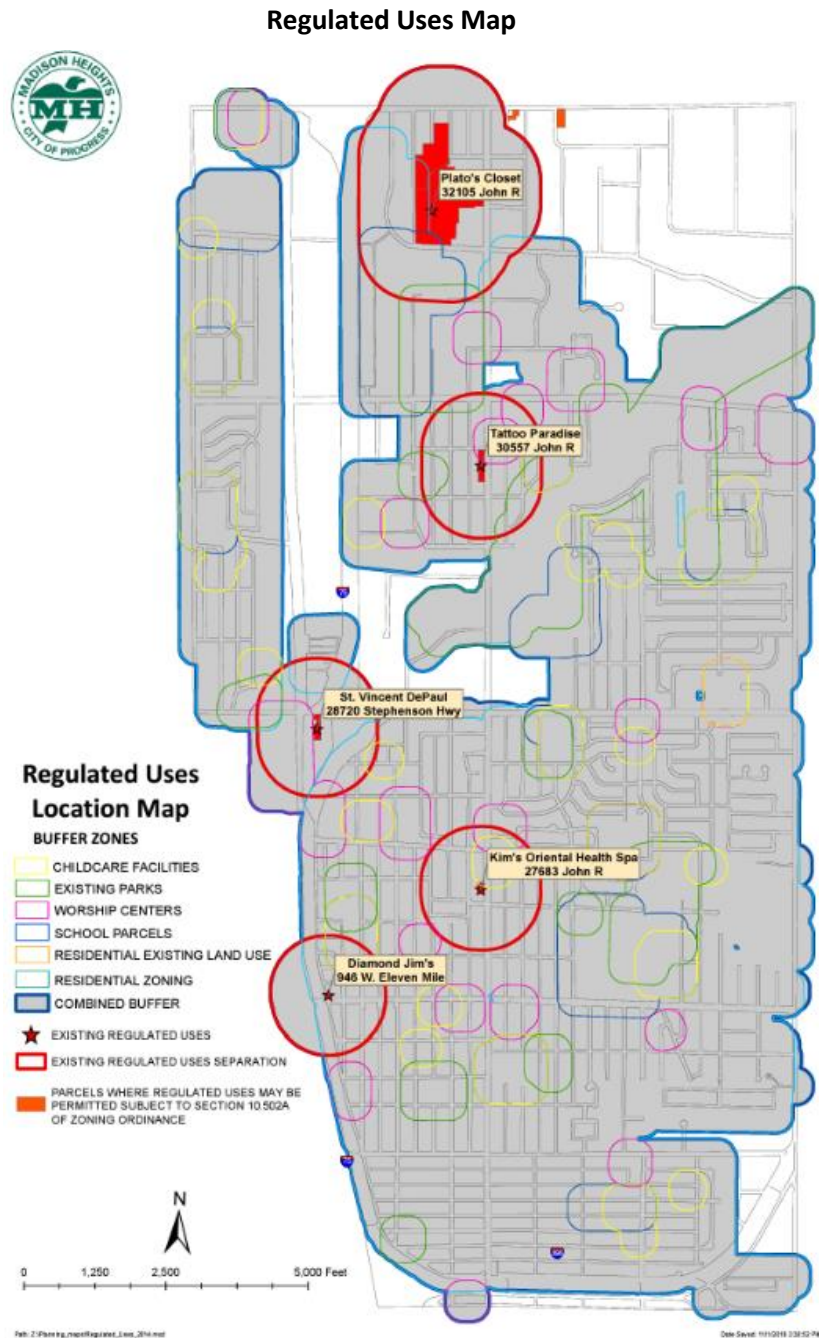 Regulated Uses Map
MADISON HEIGHTS
MH
CITY OF PROGRESS
Plato's Closet
32105 John R
Tattoo Paradise
30557 John R
75
St. Vincent DePaul
28720 Stephenson Hwy
Kim's Oriental Health Spa
27683 John R
Diamond Jim's
946 W. Eleven Mile
Regulated Uses
Location Map
BUFFER ZONES
CHILDCARE FACILITIES
EXISTING PARKS
WORSHIP CENTERS
SCHOOL PARCELS
RESIDENTIAL EXISTING LAND USE
RESIDENTIAL ZONING
COMBINED BUFFER
EXISTING REGULATED USES
EXISTING REGULATED USES SEPARATION
PARCELS WHERE REGULATED USES MAY BE
PERMITTED SUBJECT TO SECTION 10.502A
OF ZONING ORDINANCE
N
0 1,250 2,500 5,000 Feet